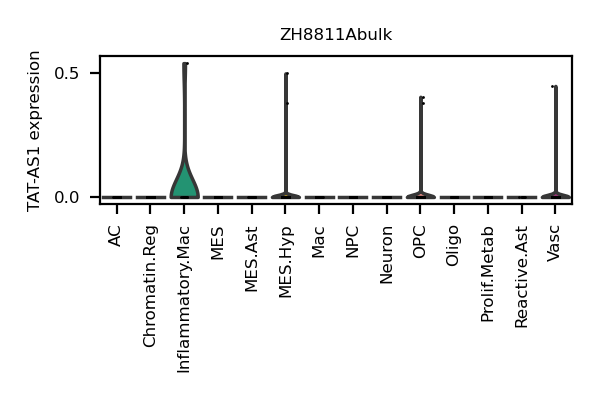 ZH8811Abulk
TAT-AS1 expression
0.5
0.0
AC
Chromatin.Reg
Inflammatory.Mac
MES
MES.Ast
MES.Hyp
Mac
NPC
Neuron
OPC
Oligo
Prolif.Metab
Reactive.Ast
Vasc